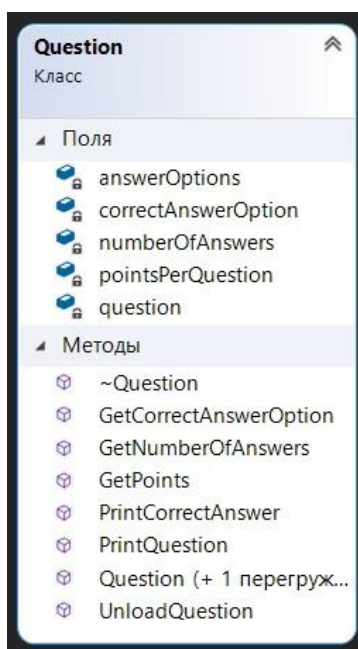 Question
Класс
Поля
answerOptions
correctAnswerOption
numberOfAnswers
pointsPerQuestion
question
Методы
~Question
GetCorrectAnswerOption
GetNumberOfAnswers
GetPoints
PrintCorrectAnswer
PrintQuestion
Question (+ 1 перегруж...
UnloadQuestion